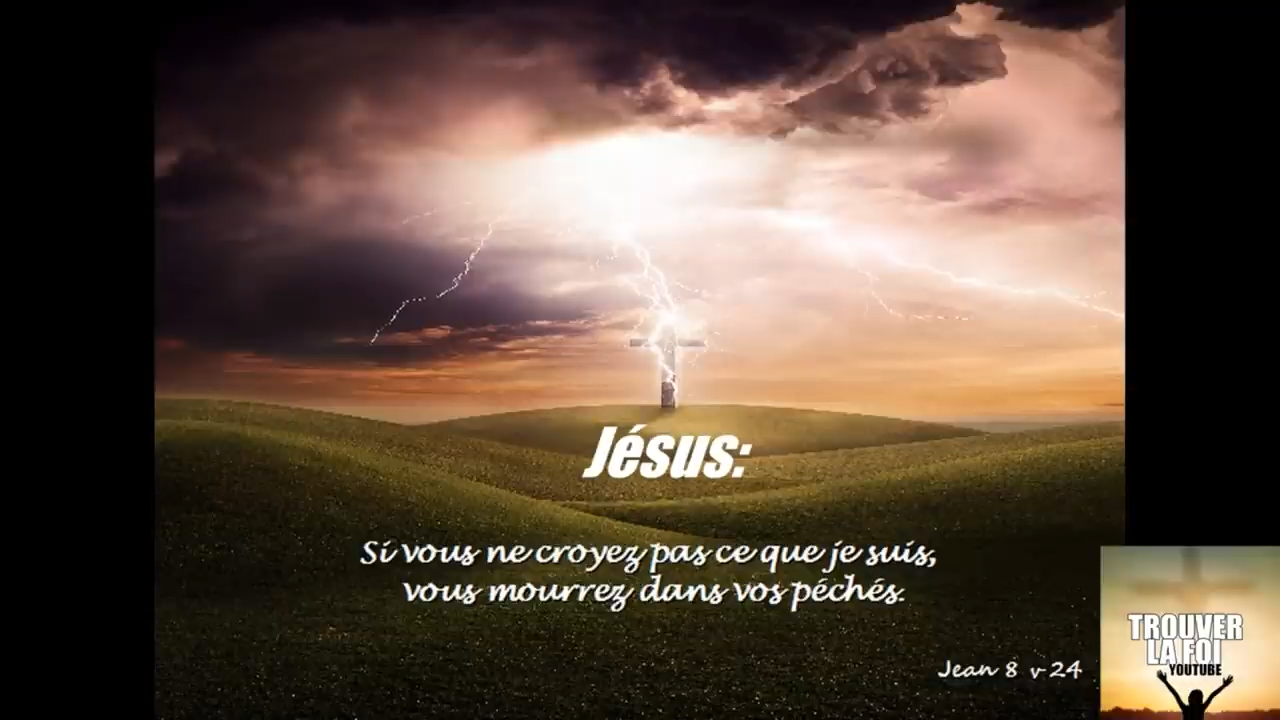 Jésus:
Si vous ne croyez pas ce que je suis,
vous mourrez dans vos péchés.
Jean 8 v 24
TROUVER
LA FOI
YOUTUBE